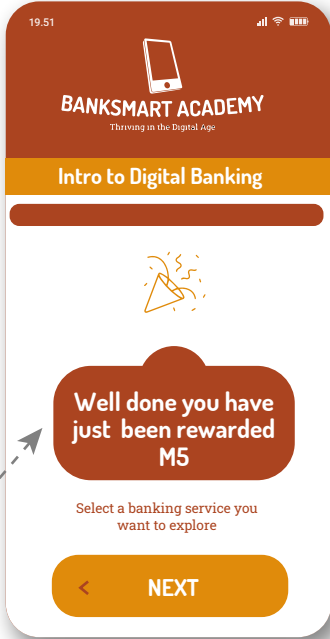 19.51
BANKSMART ACADEMY
Thriving in the Digital Age
Intro to Digital Banking
Well done you have
just been rewarded
M5
Select a banking service you
want to explore
NEXT